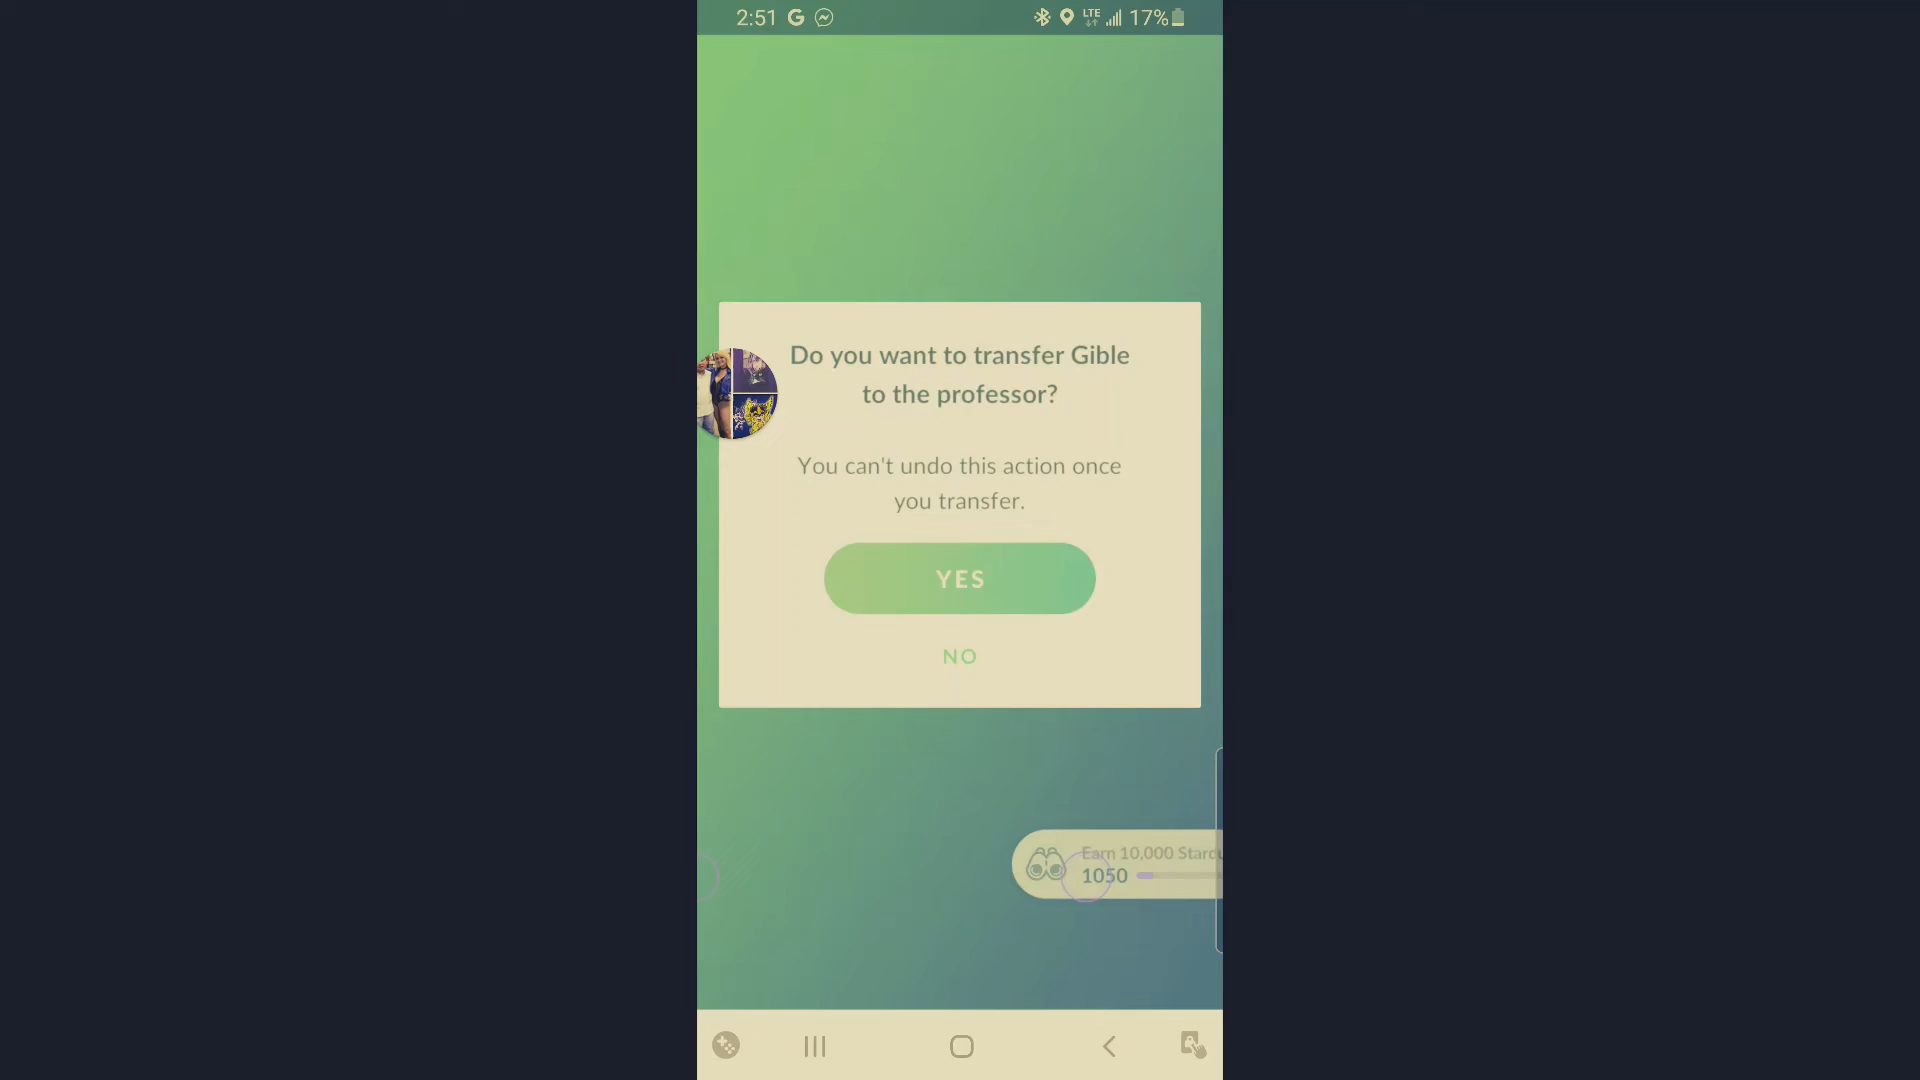 2:51
LTE
17%
Do you want to transfer Gible
to the professor?
You can't undo this action once
you transfer.
YES
NO
Earn 10,000
1050